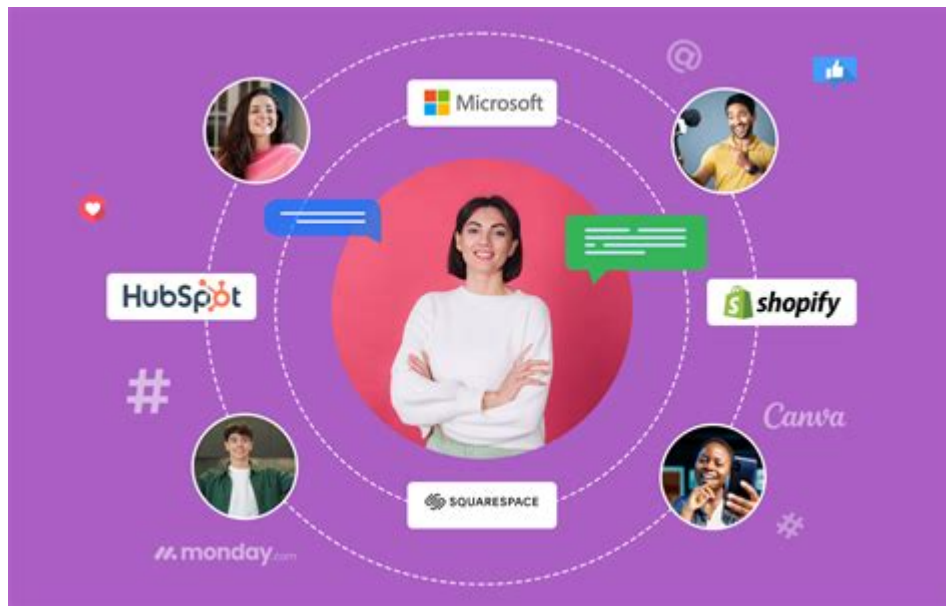 @
Microsoft
HubSpot
shopify
#
Canva
SQUARESPACE
#
monday.com